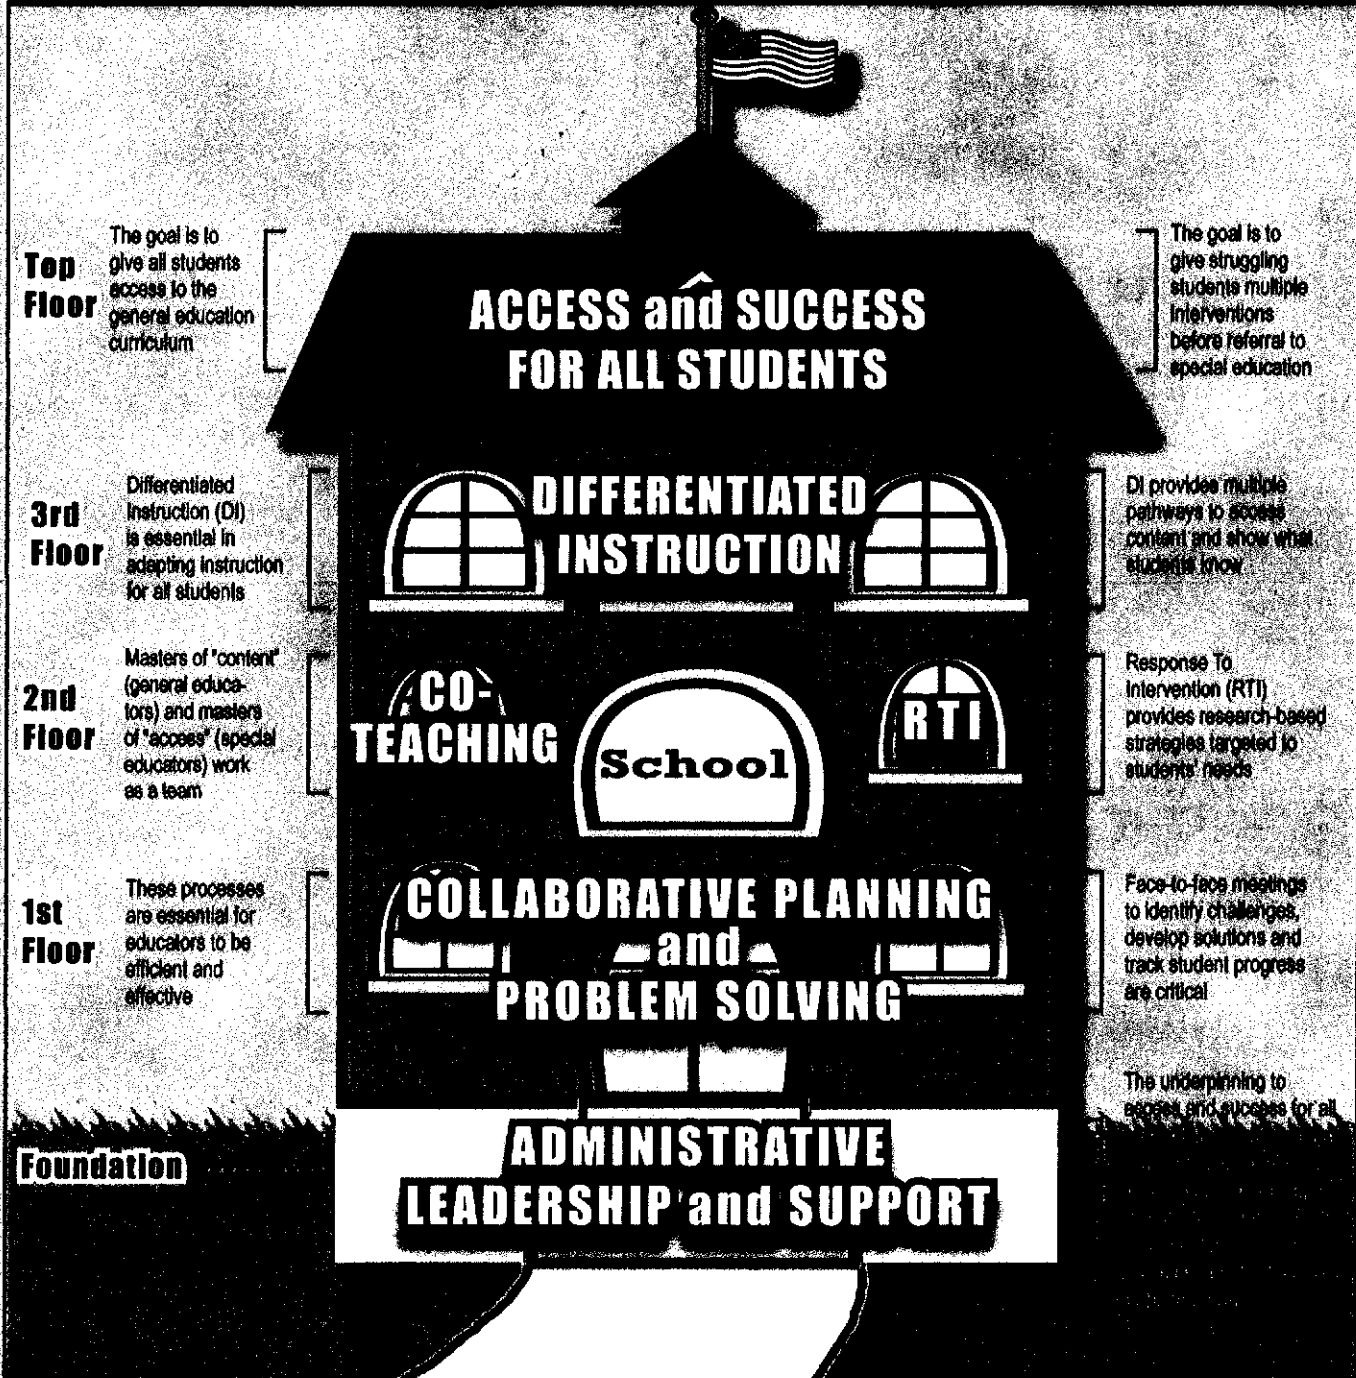 Top
Floor
The goal is to
give all students
access to the
general education
curriculum
ACCESS and SUCCESS
FOR ALL STUDENTS
The goal is to
give struggling
students multiple
interventions
before referral to
special education
3rd
Floor
Differentiated
Instruction (DI)
is essential in
adapting instruction
for all students
DIFFERENTIATED
INSTRUCTION
DI provides multiple
pathways to access
content and show what
students know
2nd
Floor
Masters of "content"
(general educa-
tors) and masters
of "access" (special
educators) work
as a team
CO-
TEACHING
School
RTI
Response To
Intervention (RTI)
provides research-based
strategies targeted to
students' needs
1st
Floor
These processes
are essential for
educators to be
efficient and
effective
COLLABORATIVE PLANNING
and
PROBLEM SOLVING
Face-to-face meetings
to identify challenges,
develop solutions and
track student progress
are critical
Foundation
ADMINISTRATIVE
LEADERSHIP and SUPPORT
The underpinning to
access and success for all